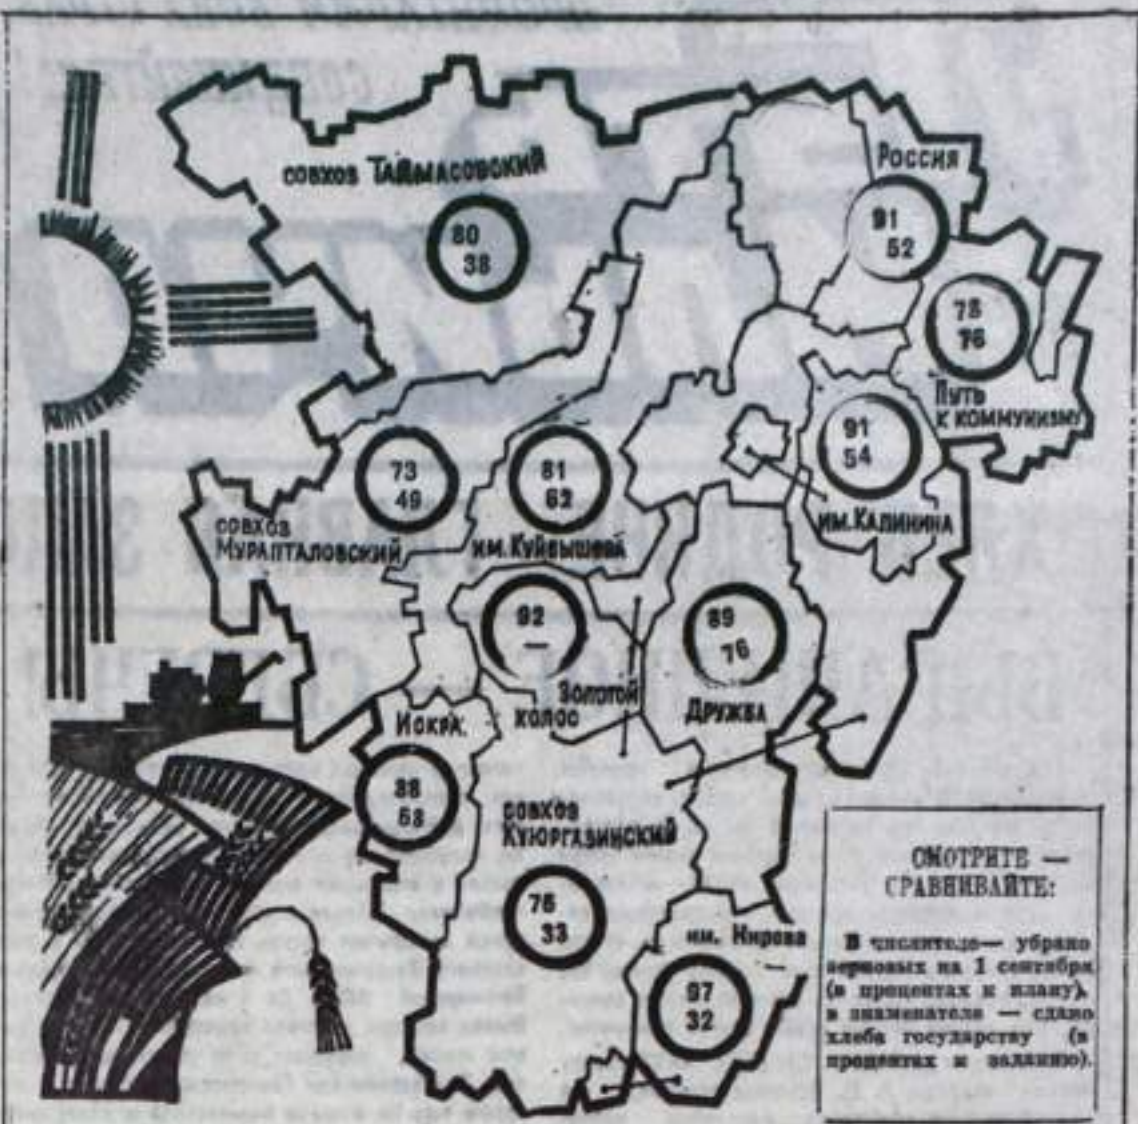 РОССИЯ
СОВХОЗ ТАЙМАСОВСКИЙ
91
52
80
38
78
76
ПУТЬ
К КОММУНИЗМУ
91
54
ИМ. КАЛИНИНА
73
49
СОВХОЗ
МУРАПТАЛОВСКИЙ
81
62
ИМ. КУЙБЫШЕВА
92
—
ЗОЛОТОЙ
КОЛОС
89
76
ДРУЖБА
ИСКРА
88
53
СОВХОЗ
КУЮРГАЗИНСКИЙ
76
33
ИМ. КИРОВА
97
32
СМОТРИТЕ —
СРАВНИВАЙТЕ:
В числителе — убрано
зерновых на 1 сентября
(в процентах к плану),
в знаменателе — сдано
хлеба государству (в
процентах к заданию).